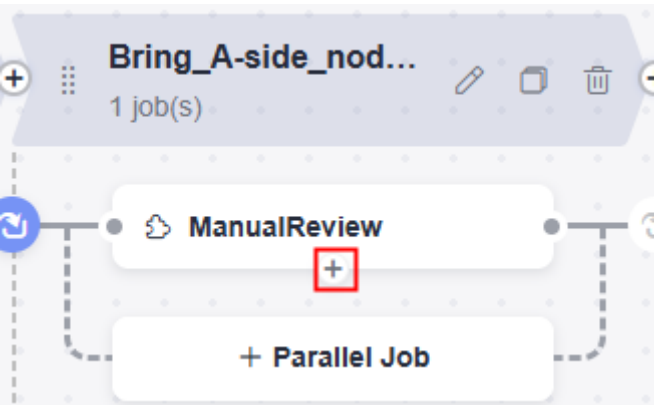 Bring_A-side_nod...
1 job(s)
ManualReview
+ Parallel Job